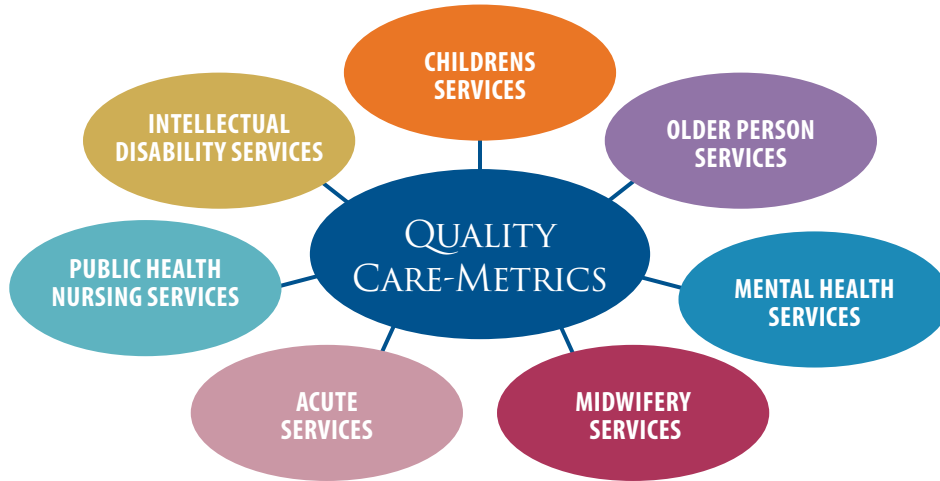 CHILDRENS
SERVICES
INTELLECTUAL
DISABILITY SERVICES
OLDER PERSON
SERVICES
QUALITY
CARE-METRICS
PUBLIC HEALTH
NURSING SERVICES
MENTAL HEALTH
SERVICES
ACUTE
SERVICES
MIDWIFERY
SERVICES